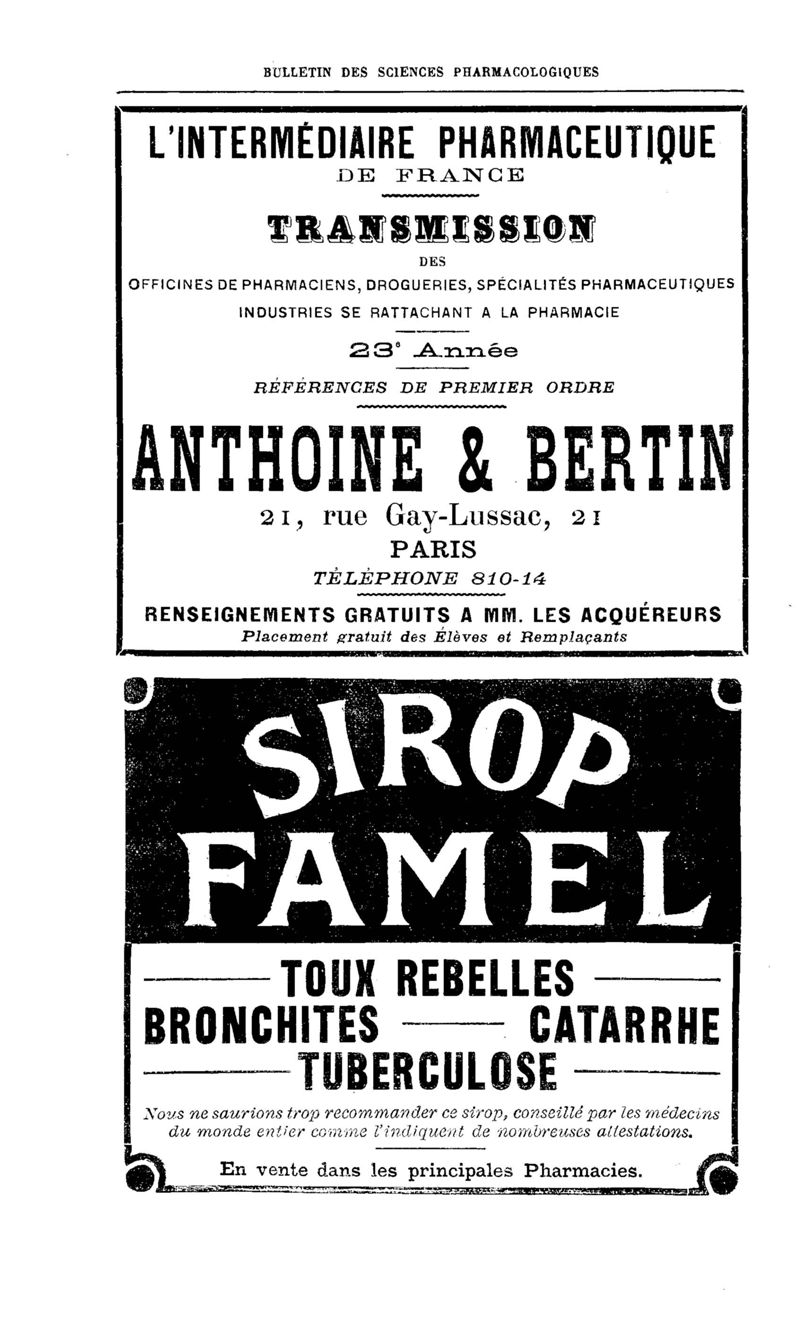 BULLETIN DES SCIENCES PHARMACOLOGIQUES
L'INTERMÉDIAIRE PHARMACEUTIQUE
DE FRANCE
TRANSMISSION
DES
OFFICINES DE PHARMACIENS, DROGUERIES, SPÉCIALITÉS PHARMACEUTIQUES
INDUSTRIES SE RATTACHANT A LA PHARMACIE
23e Année
RÉFÉRENCES DE PREMIER ORDRE
ANTHOINE & BERTIN
21, rue Gay-Lussac, 21
PARIS
TÉLÉPHONE 810-14
RENSEIGNEMENTS GRATUITS A MM. LES ACQUÉREURS
Placement gratuit des Élèves et Remplaçants
SIROP
FAMEL
TOUX REBELLES
BRONCHITES — CATARRHE
TUBERCULOSE
Nous ne saurions trop recommander ce sirop, conseillé par les médecins
du monde entier comme l'indiquent de nombreuses attestations.
En vente dans les principales Pharmacies.